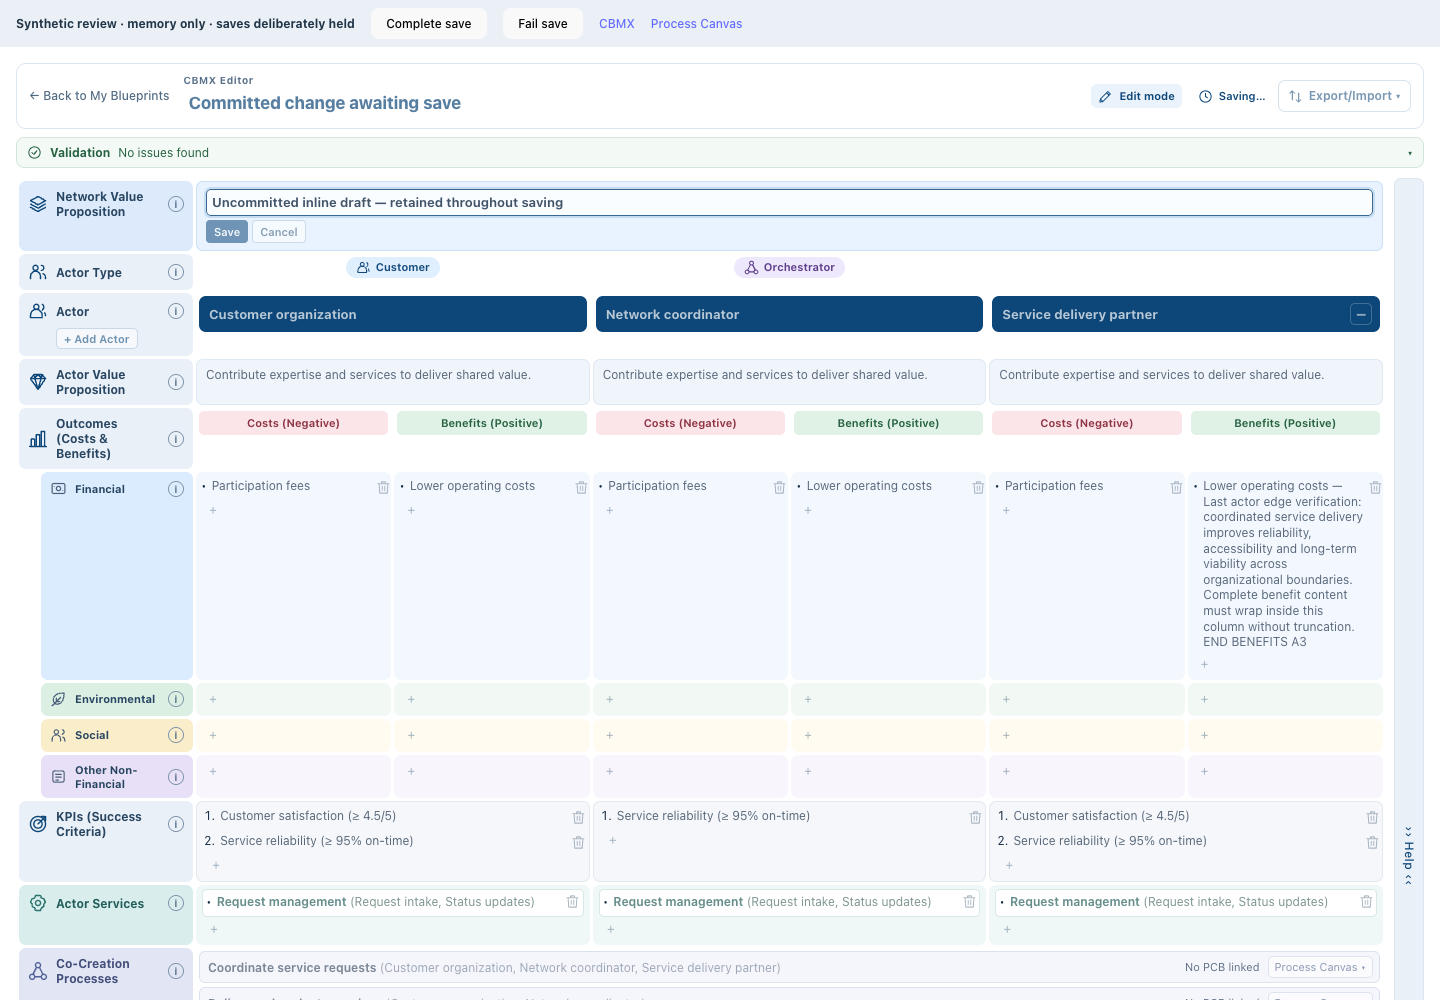 Synthetic review · memory only · saves deliberately held
Complete save
Fail save
CBMX
Process Canvas
← Back to My Blueprints
CBMX Editor
Committed change awaiting save
Edit mode
Saving...
Export/Import
Validation No issues found
Network Value Proposition
Uncommitted inline draft — retained throughout saving
Save
Cancel
Actor Type
Customer
Orchestrator
Actor
+ Add Actor
Customer organization
Network coordinator
Service delivery partner
Actor Value Proposition
Contribute expertise and services to deliver shared value.
Contribute expertise and services to deliver shared value.
Contribute expertise and services to deliver shared value.
Outcomes (Costs & Benefits)
Costs (Negative)
Benefits (Positive)
Costs (Negative)
Benefits (Positive)
Costs (Negative)
Benefits (Positive)
Financial
• Participation fees
+
• Lower operating costs
+
• Participation fees
+
• Lower operating costs
+
• Participation fees
+
• Lower operating costs —
Last actor edge verification:
coordinated service delivery
improves reliability,
accessibility and long-term
viability across
organizational boundaries.
Complete benefit content
must wrap inside this
column without truncation.
END BENEFITS A3
+
Environmental
+ + + + + +
Social
+ + + + + +
Other Non-Financial
+ + + + + +
KPIs (Success Criteria)
1. Customer satisfaction (≥ 4.5/5)
2. Service reliability (≥ 95% on-time)
+
1. Service reliability (≥ 95% on-time)
+
1. Customer satisfaction (≥ 4.5/5)
2. Service reliability (≥ 95% on-time)
+
Actor Services
• Request management (Request intake, Status updates)
+
• Request management (Request intake, Status updates)
+
• Request management (Request intake, Status updates)
+
Co-Creation Processes
Coordinate service requests (Customer organization, Network coordinator, Service delivery partner)
No PCB linked
Process Canvas
Help